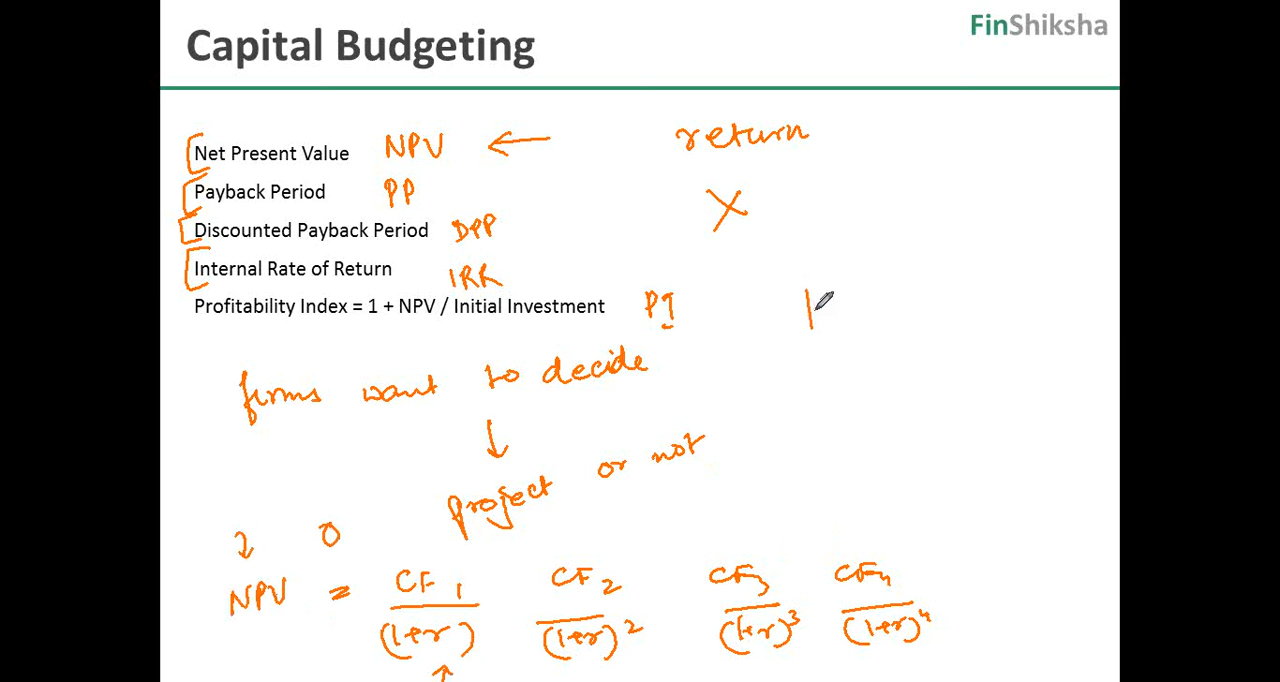 Capital Budgeting
FinShiksha
Net Present Value NPV ← return
Payback Period PP
Discounted Payback Period DPP X
Internal Rate of Return IRR
Profitability Index = 1 + NPV / Initial Investment PI
firms want to decide
↓
project or not
↓ 0
NPV = CF1 CF2 CF3 CF4
(1+r) (1+r)2 (1+r)3 (1+r)4
↑